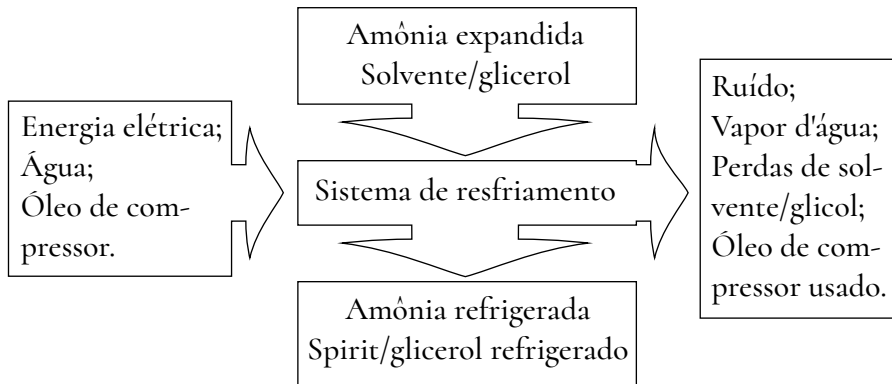 Amônia expandida
Solvente/glicerol
Energia elétrica;
Água;
Óleo de com-
pressor.
Sistema de resfriamento
Ruído;
Vapor d'água;
Perdas de sol-
vente/glicol;
Óleo de com-
pressor usado.
Amônia refrigerada
Spirit/glicerol refrigerado